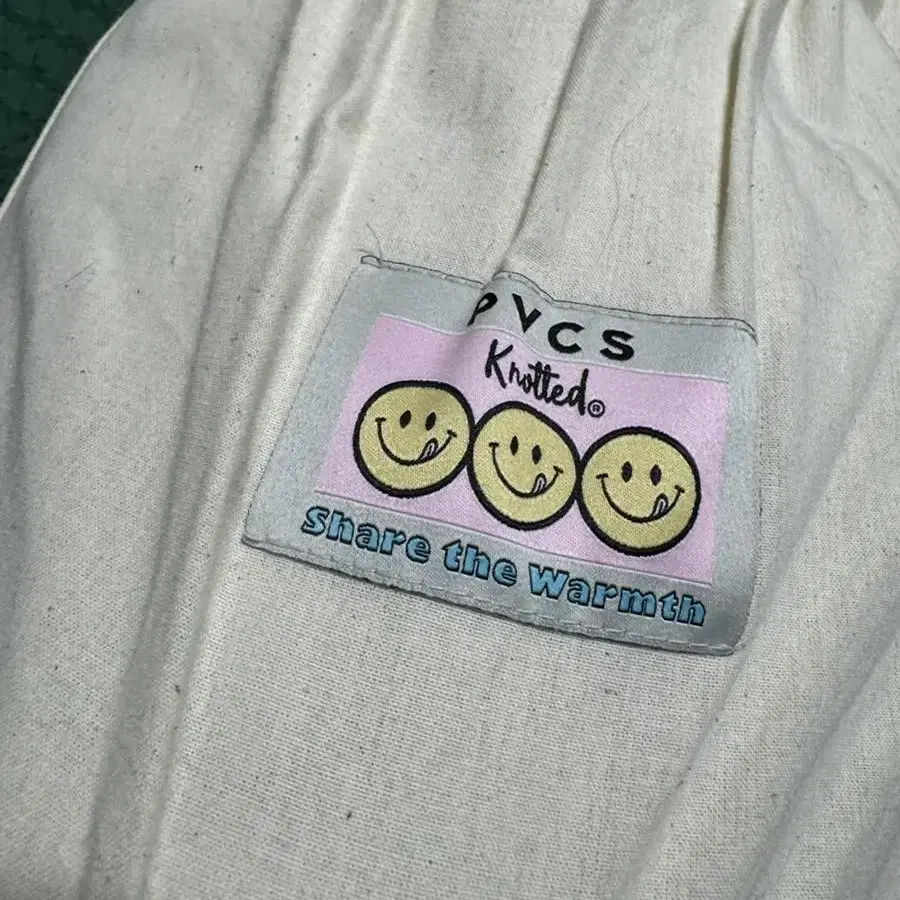 PVCS
Knotted®
Share the Warmth